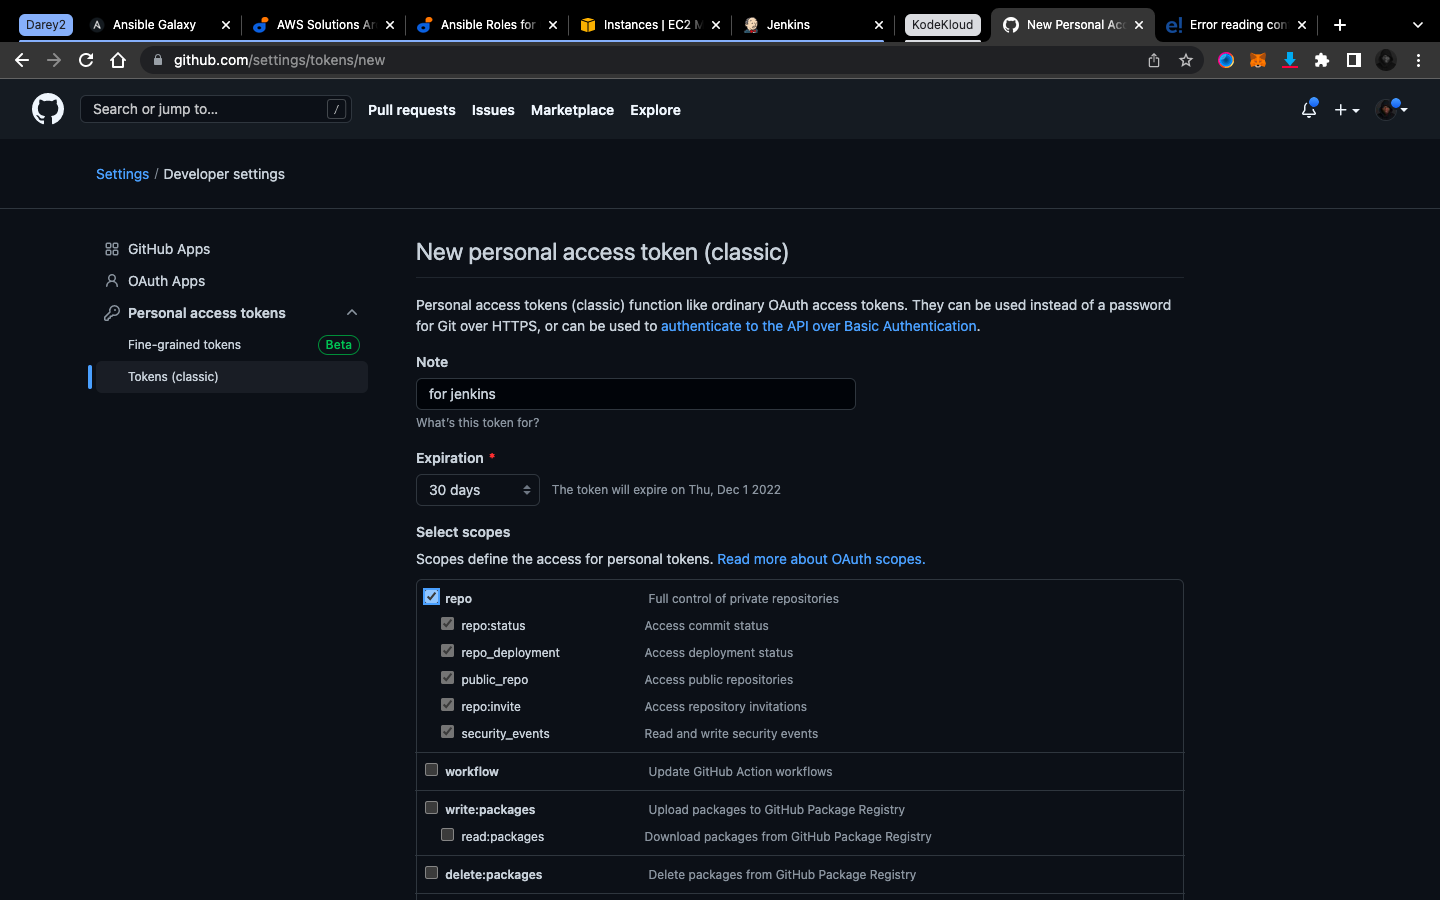 Darey2
Ansible Galaxy
AWS Solutions Ar
Ansible Roles for
Instances | EC2 M
Jenkins
KodeKloud
New Personal Acc
Error reading con
github.com/settings/tokens/new
Search or jump to...
/
Pull requests
Issues
Marketplace
Explore
Settings / Developer settings
GitHub Apps
OAuth Apps
Personal access tokens
Fine-grained tokens
Beta
Tokens (classic)
New personal access token (classic)
Personal access tokens (classic) function like ordinary OAuth access tokens. They can be used instead of a password
for Git over HTTPS, or can be used to authenticate to the API over Basic Authentication.
Note
for jenkins
What's this token for?
Expiration *
30 days
The token will expire on Thu, Dec 1 2022
Select scopes
Scopes define the access for personal tokens. Read more about OAuth scopes.
repo Full control of private repositories
repo:status Access commit status
repo_deployment Access deployment status
public_repo Access public repositories
repo:invite Access repository invitations
security_events Read and write security events
workflow Update GitHub Action workflows
write:packages Upload packages to GitHub Package Registry
read:packages Download packages from GitHub Package Registry
delete:packages Delete packages from GitHub Package Registry